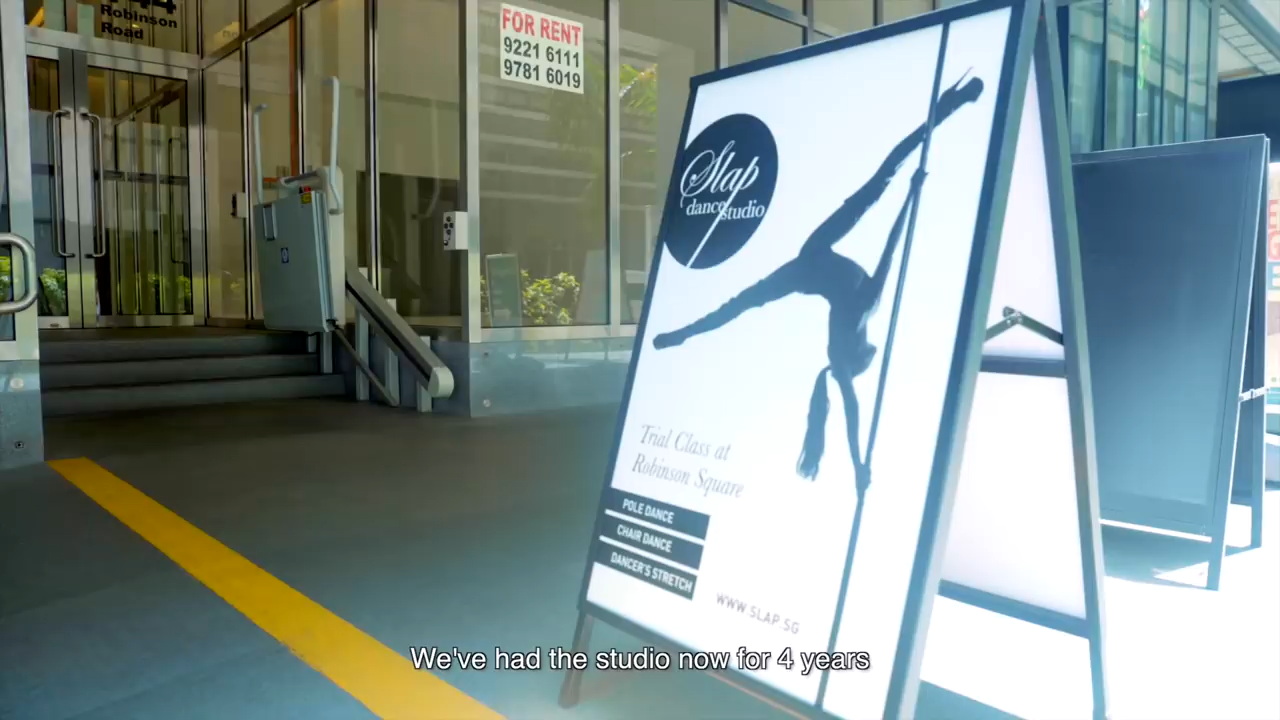 Robinson
Road
FOR RENT
9221 6111
9781 6019
Slap
dance studio
Trial Class at
Robinson Square
POLE DANCE
CHAIR DANCE
DANCER'S STRETCH
WWW.SLAP.SG
We've had the studio now for 4 years